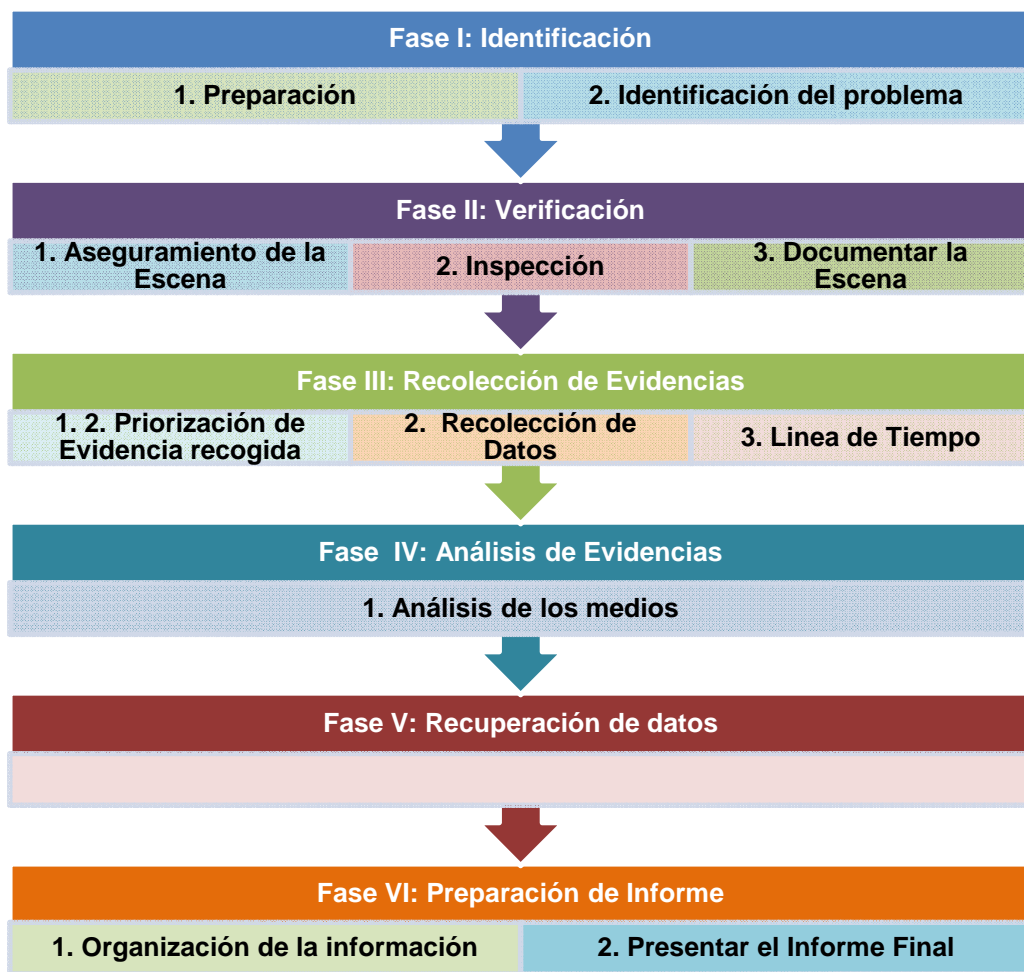 Fase I: Identificación
1. Preparación
2. Identificación del problema
Fase II: Verificación
1. Aseguramiento de la
Escena
2. Inspección
3. Documentar la
Escena
Fase III: Recolección de Evidencias
1. 2. Priorización de
Evidencia recogida
2. Recolección de
Datos
3. Linea de Tiempo
Fase IV: Análisis de Evidencias
1. Análisis de los medios
Fase V: Recuperación de datos
Fase VI: Preparación de Informe
1. Organización de la información
2. Presentar el Informe Final